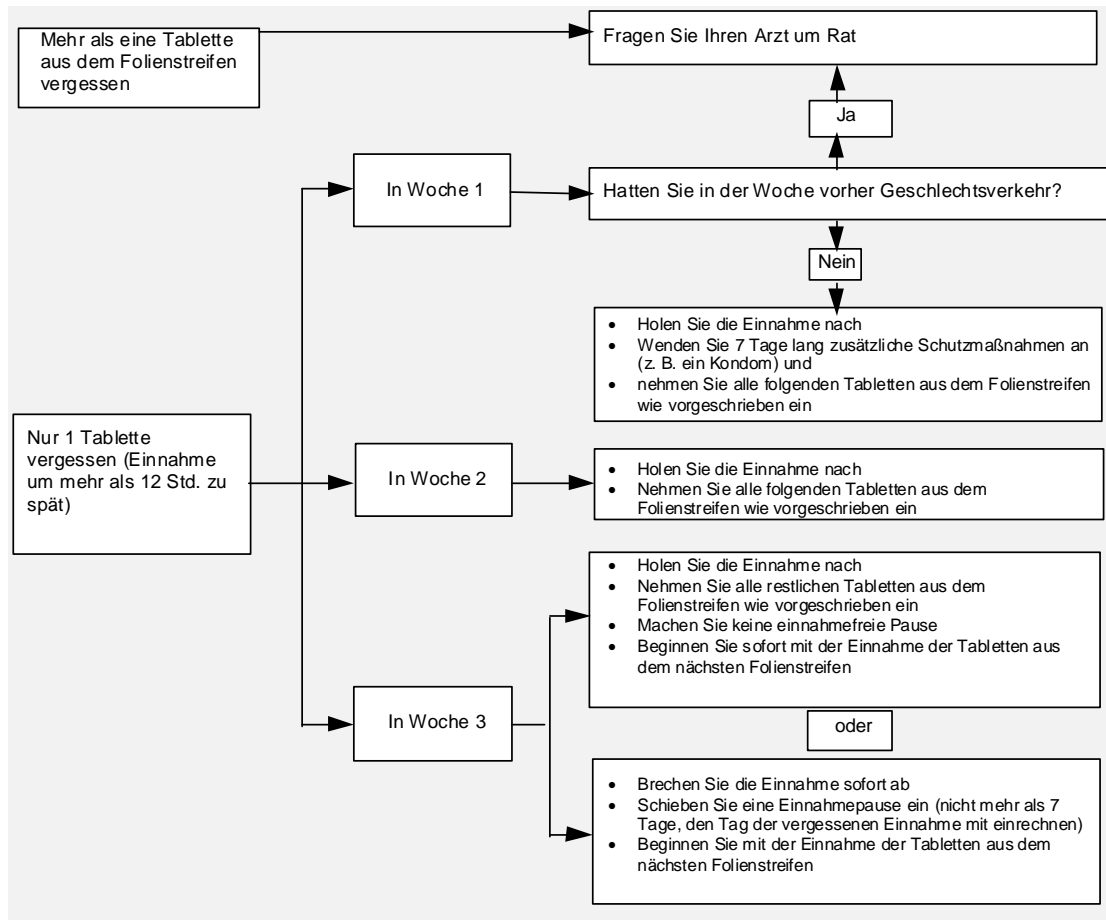 Mehr als eine Tablette
aus dem Folienstreifen
vergessen
Fragen Sie Ihren Arzt um Rat
Ja
In Woche 1
Hatten Sie in der Woche vorher Geschlechtsverkehr?
Nein
• Holen Sie die Einnahme nach
• Wenden Sie 7 Tage lang zusätzliche Schutzmaßnahmen an
(z. B. ein Kondom) und
• nehmen Sie alle folgenden Tabletten aus dem Folienstreifen
wie vorgeschrieben ein
Nur 1 Tablette
vergessen (Einnahme
um mehr als 12 Std. zu
spät)
In Woche 2
• Holen Sie die Einnahme nach
• Nehmen Sie alle folgenden Tabletten aus dem
Folienstreifen wie vorgeschrieben ein
In Woche 3
• Holen Sie die Einnahme nach
• Nehmen Sie alle restlichen Tabletten aus dem
Folienstreifen wie vorgeschrieben ein
• Machen Sie keine einnahmefreie Pause
• Beginnen Sie sofort mit der Einnahme der Tabletten aus
dem nächsten Folienstreifen
oder
• Brechen Sie die Einnahme sofort ab
• Schieben Sie eine Einnahmepause ein (nicht mehr als 7
Tage, den Tag der vergessenen Einnahme mit einrechnen)
• Beginnen Sie mit der Einnahme der Tabletten aus dem
nächsten Folienstreifen